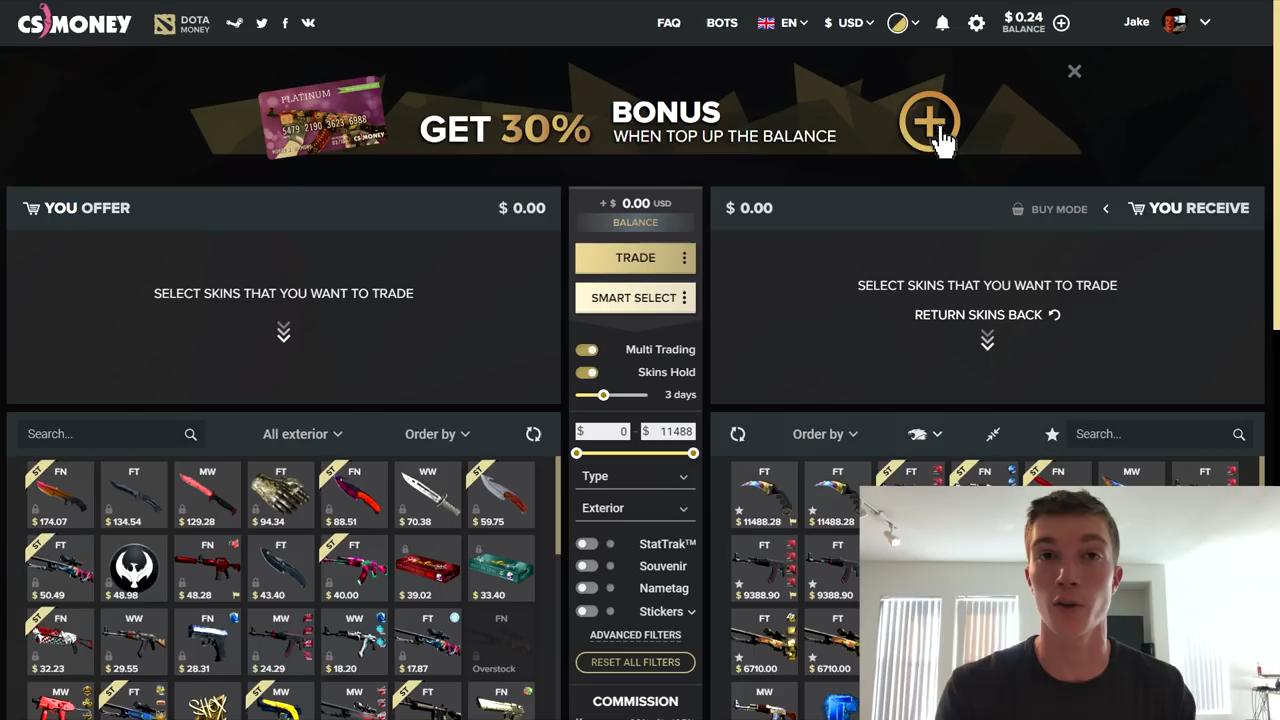 CS MONEY
DOTA
MONEY
FAQ
BOTS
EN
$ USD
$ 0.24
BALANCE
Jake
PLATINUM
5479 2190 3623 6988
CS MONEY
GET 30%
BONUS
WHEN TOP UP THE BALANCE
YOU OFFER
$ 0.00
SELECT SKINS THAT YOU WANT TO TRADE
+ $ 0.00 USD
BALANCE
TRADE
SMART SELECT
Multi Trading
Skins Hold
3 days
$ 0.00
BUY MODE
YOU RECEIVE
SELECT SKINS THAT YOU WANT TO TRADE
RETURN SKINS BACK
Search...
All exterior
Order by
ST FN
FT
MW
FT
ST FN
WW
ST
$ 174.07
$ 134.54
$ 129.28
$ 94.34
$ 88.51
$ 70.38
$ 59.75
ST FT
FN
FT
ST FT
$ 50.49
$ 48.98
$ 48.28
$ 43.40
$ 40.00
$ 39.02
$ 33.40
ST FN
WW
FN
MW
WW
FT
FN
$ 32.23
$ 29.55
$ 28.31
$ 24.29
$ 18.20
$ 17.87
Overstock
MW
ST FT
SHOX
ST MW
MW
FT
FN
$ 0 - $ 11488
Type
Exterior
StatTrak™
Souvenir
Nametag
Stickers
ADVANCED FILTERS
RESET ALL FILTERS
COMMISSION
Order by
Search...
FT
FT
ST FT
ST FN
ST FN
MW
FT
$ 11488.28
$ 11488.28
FT
FT
$ 9388.90
$ 9388.90
FT
FT
$ 6710.00
$ 6710.00
MW
FT